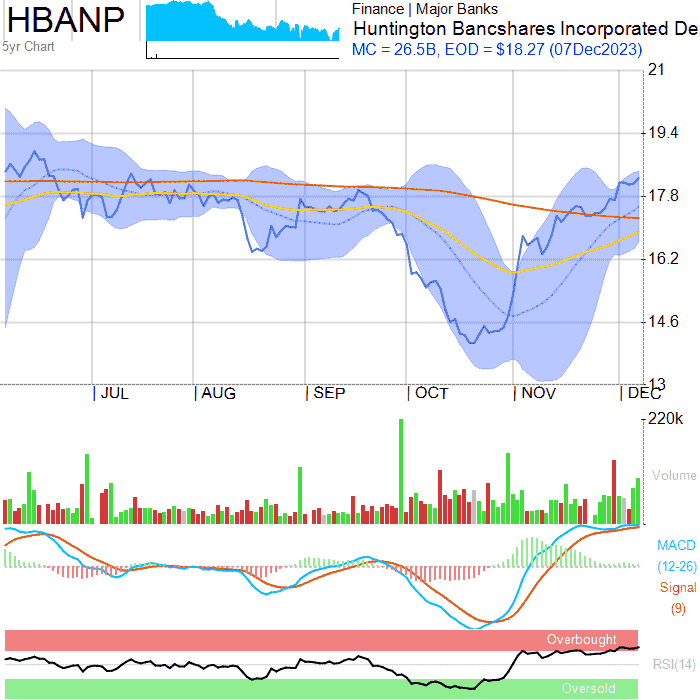 HBANP
5yr Chart
Finance | Major Banks
Huntington Bancshares Incorporated De
MC = 26.5B, EOD = $18.27 (07Dec2023)
21
19.4
17.8
16.2
14.6
13
JUL AUG SEP OCT NOV DEC
220k
Volume
MACD
(12-26)
Signal
(9)
Overbought
RSI(14)
Oversold